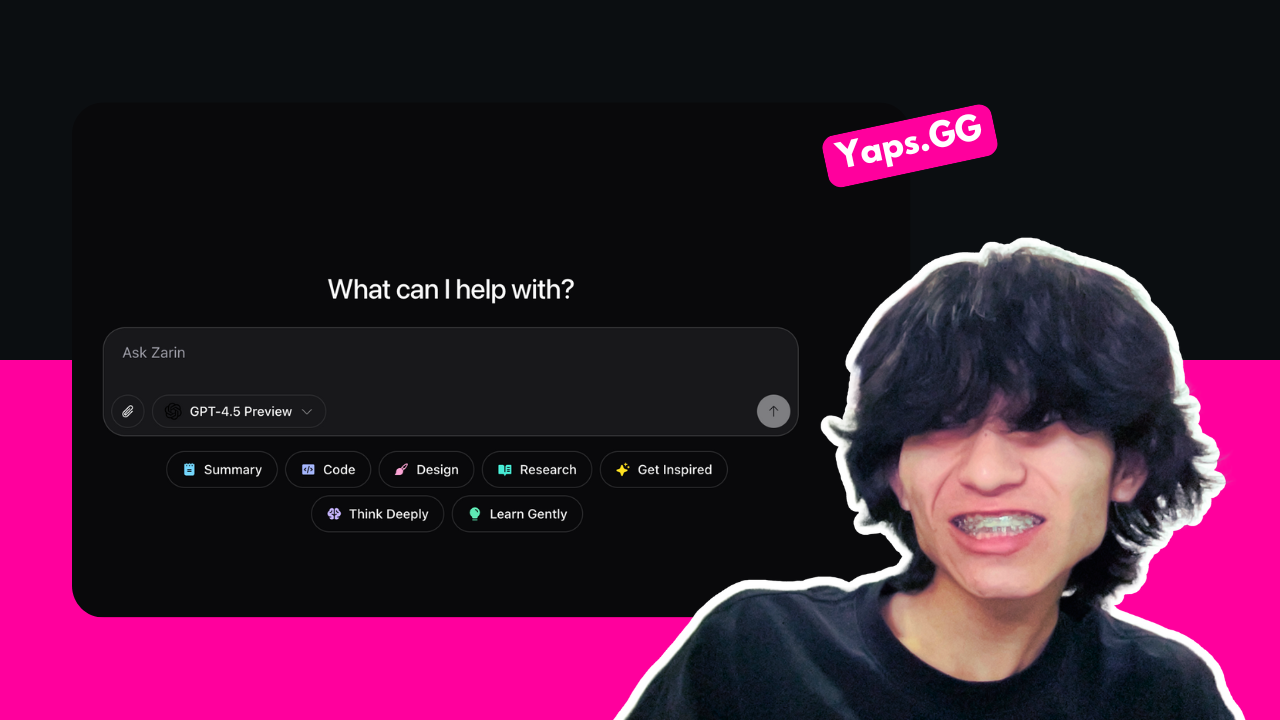 Yaps.GG
What can I help with?
Ask Zarin
GPT-4.5 Preview
Summary
Code
Design
Research
Get Inspired
Think Deeply
Learn Gently